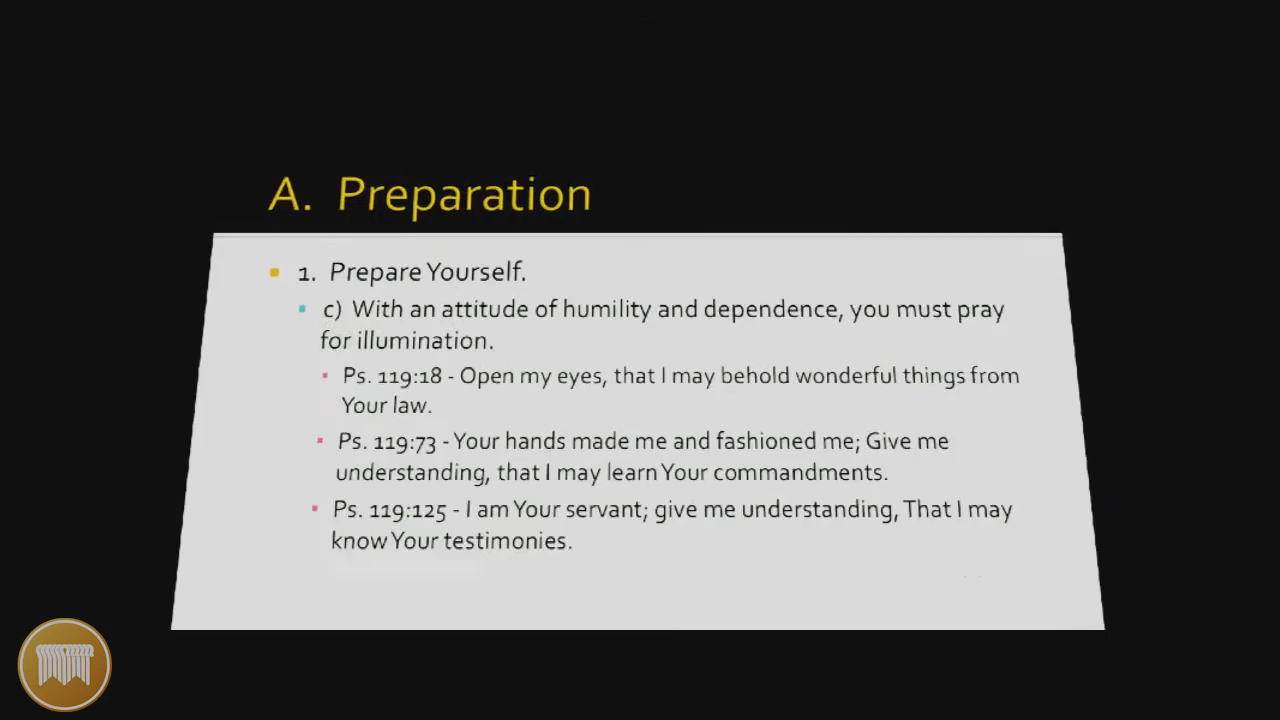 A. Preparation
1. Prepare Yourself.
c) With an attitude of humility and dependence, you must pray
for illumination.
Ps. 119:18 - Open my eyes, that I may behold wonderful things from
Your law.
Ps. 119:73 - Your hands made me and fashioned me; Give me
understanding, that I may learn Your commandments.
Ps. 119:125 - I am Your servant; give me understanding, That I may
know Your testimonies.